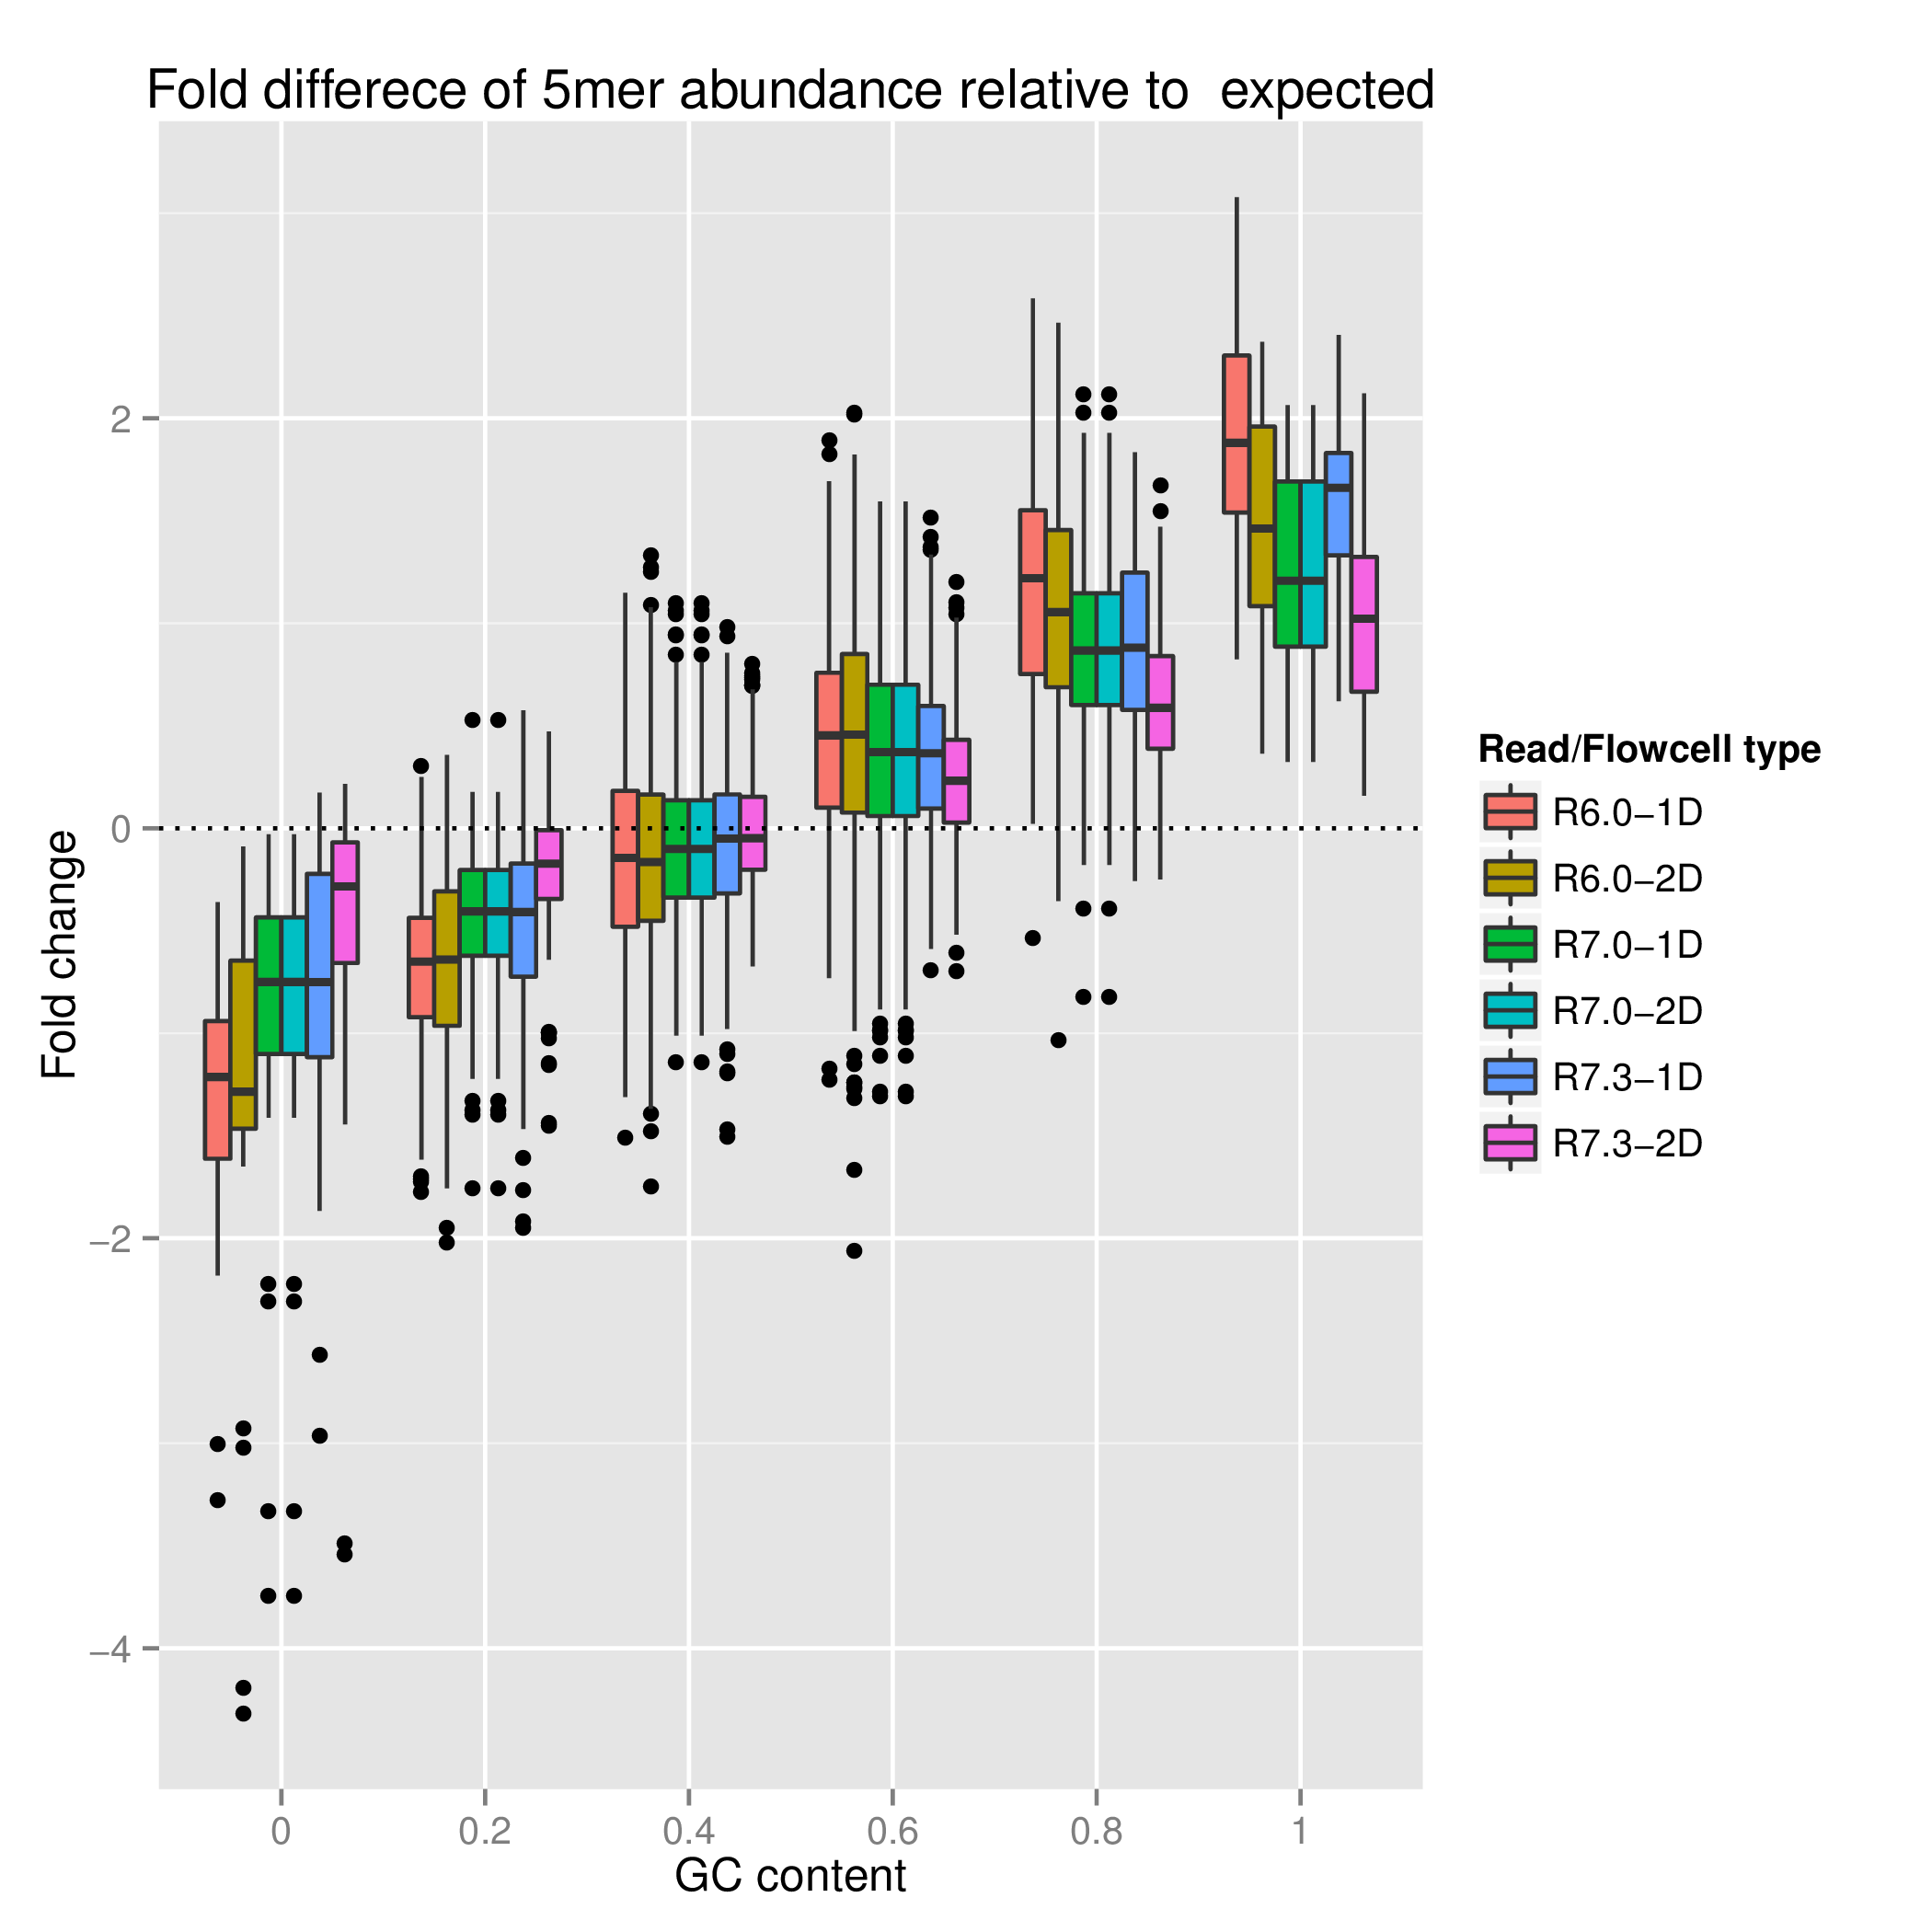 Fold differece of 5mer abundance relative to  expected
2
0
−2
−4
Fold change
0
0.2
0.4
0.6
0.8
1
GC content
Read/Flowcell type
R6.0−1D
R6.0−2D
R7.0−1D
R7.0−2D
R7.3−1D
R7.3−2D